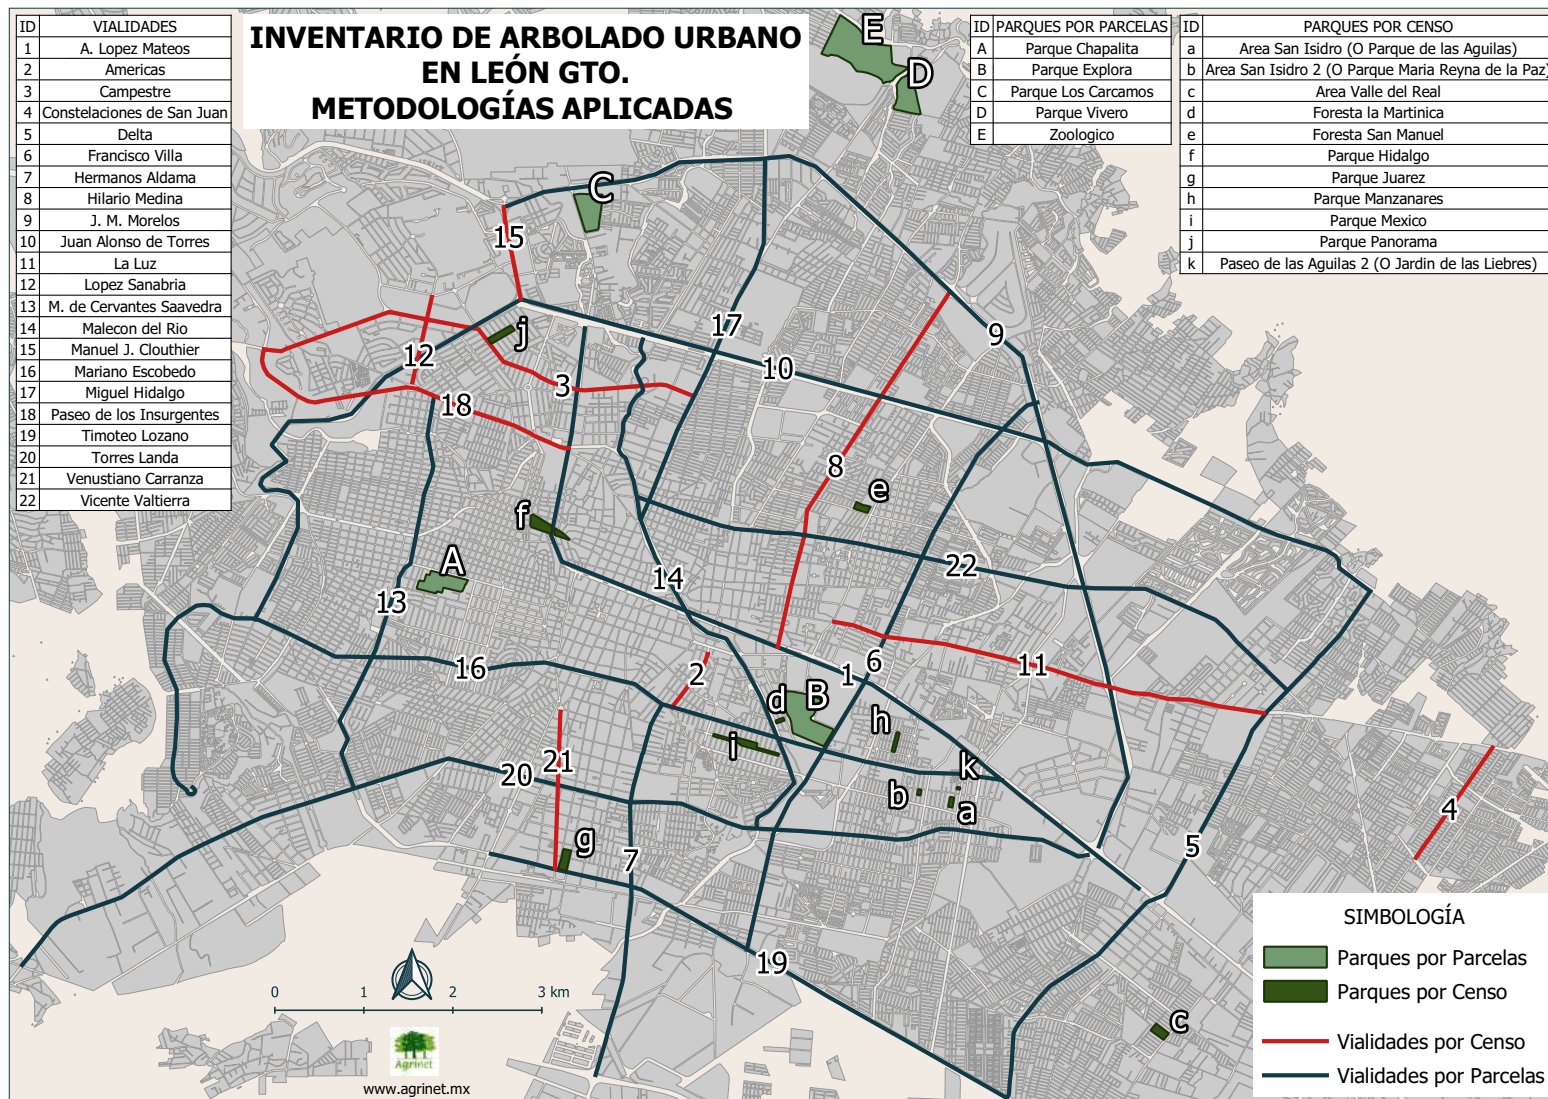 INVENTARIO DE ARBOLADO URBANO
EN LEÓN GTO.
METODOLOGÍAS APLICADAS
ID VIALIDADES
1 A. Lopez Mateos
2 Americas
3 Campestre
4 Constelaciones de San Juan
5 Delta
6 Francisco Villa
7 Hermanos Aldama
8 Hilario Medina
9 J. M. Morelos
10 Juan Alonso de Torres
11 La Luz
12 Lopez Sanabria
13 M. de Cervantes Saavedra
14 Malecon del Rio
15 Manuel J. Clouthier
16 Mariano Escobedo
17 Miguel Hidalgo
18 Paseo de los Insurgentes
19 Timoteo Lozano
20 Torres Landa
21 Venustiano Carranza
22 Vicente Valtierra
ID PARQUES POR PARCELAS
A Parque Chapalita
B Parque Explora
C Parque Los Carcamos
D Parque Vivero
E Zoologico
ID PARQUES POR CENSO
a Area San Isidro (O Parque de las Aguilas)
b Area San Isidro 2 (O Parque Maria Reyna de la Paz)
c Area Valle del Real
d Foresta la Martinica
e Foresta San Manuel
f Parque Hidalgo
g Parque Juarez
h Parque Manzanares
i Parque Mexico
j Parque Panorama
k Paseo de las Aguilas 2 (O Jardin de las Liebres)
E
D
C
15
17
9
j
12
10
3
18
8
e
f
A
22
14
13
16
2
6
1
11
B
d
h
i
21
20
k
b
a
4
g
7
5
19
c
0 1 2 3 km
Agrinet
www.agrinet.mx
SIMBOLOGÍA
Parques por Parcelas
Parques por Censo
Vialidades por Censo
Vialidades por Parcelas